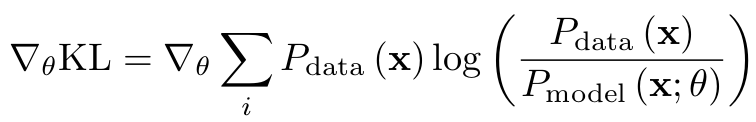 ∇_θ KL = ∇_θ ∑_i P_data (x) log ( P_data (x) / P_model (x; θ) )